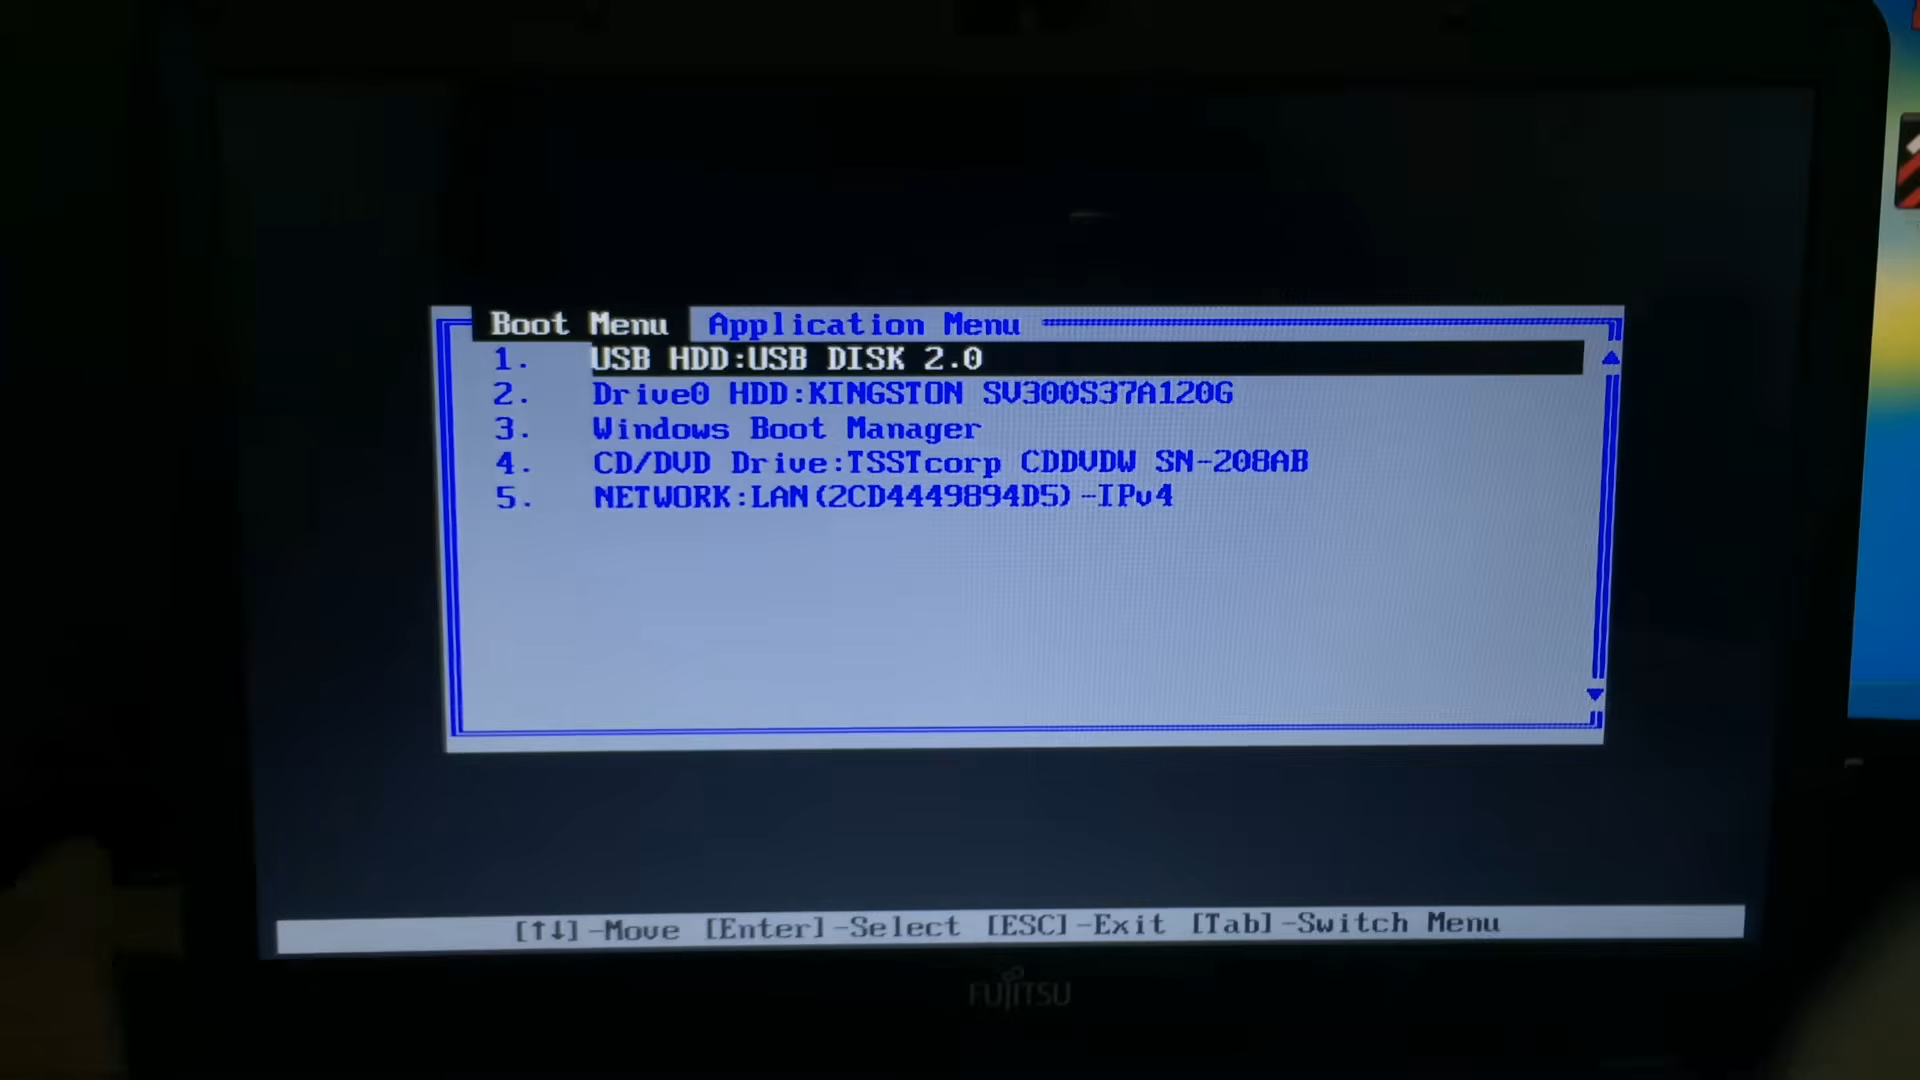 Boot Menu Application Menu
1. USB HDD:USB DISK 2.0
2. Drive0 HDD:KINGSTON SV300S37A120G
3. Windows Boot Manager
4. CD/DVD Drive:TSSTcorp CDDVDW SN-208AB
5. NETWORK:LAN(2CD4449894D5)-IPv4
[↑↓]-Move [Enter]-Select [ESC]-Exit [Tab]-Switch Menu
FUJITSU